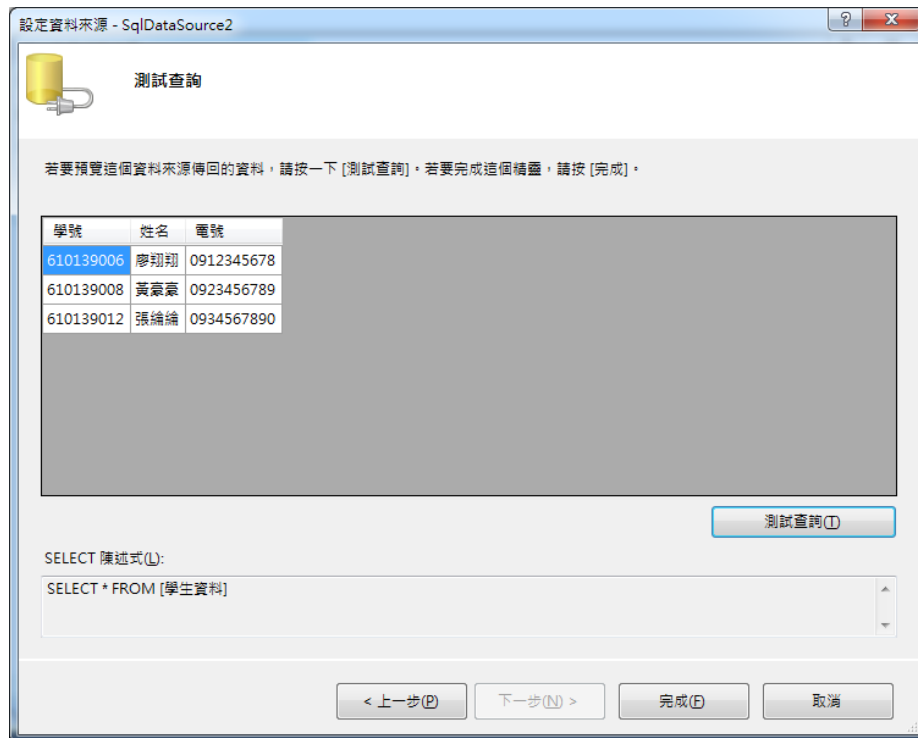 設定資料來源 - SqlDataSource2
測試查詢
若要預覽這個資料來源傳回的資料，請按一下 [測試查詢]。若要完成這個精靈，請按 [完成]。
學號 姓名 電號
610139006 廖翔翔 0912345678
610139008 黃豪豪 0923456789
610139012 張綸綸 0934567890
測試查詢(T)
SELECT 陳述式(L):
SELECT * FROM [學生資料]
< 上一步(P) 下一步(N) > 完成(F) 取消